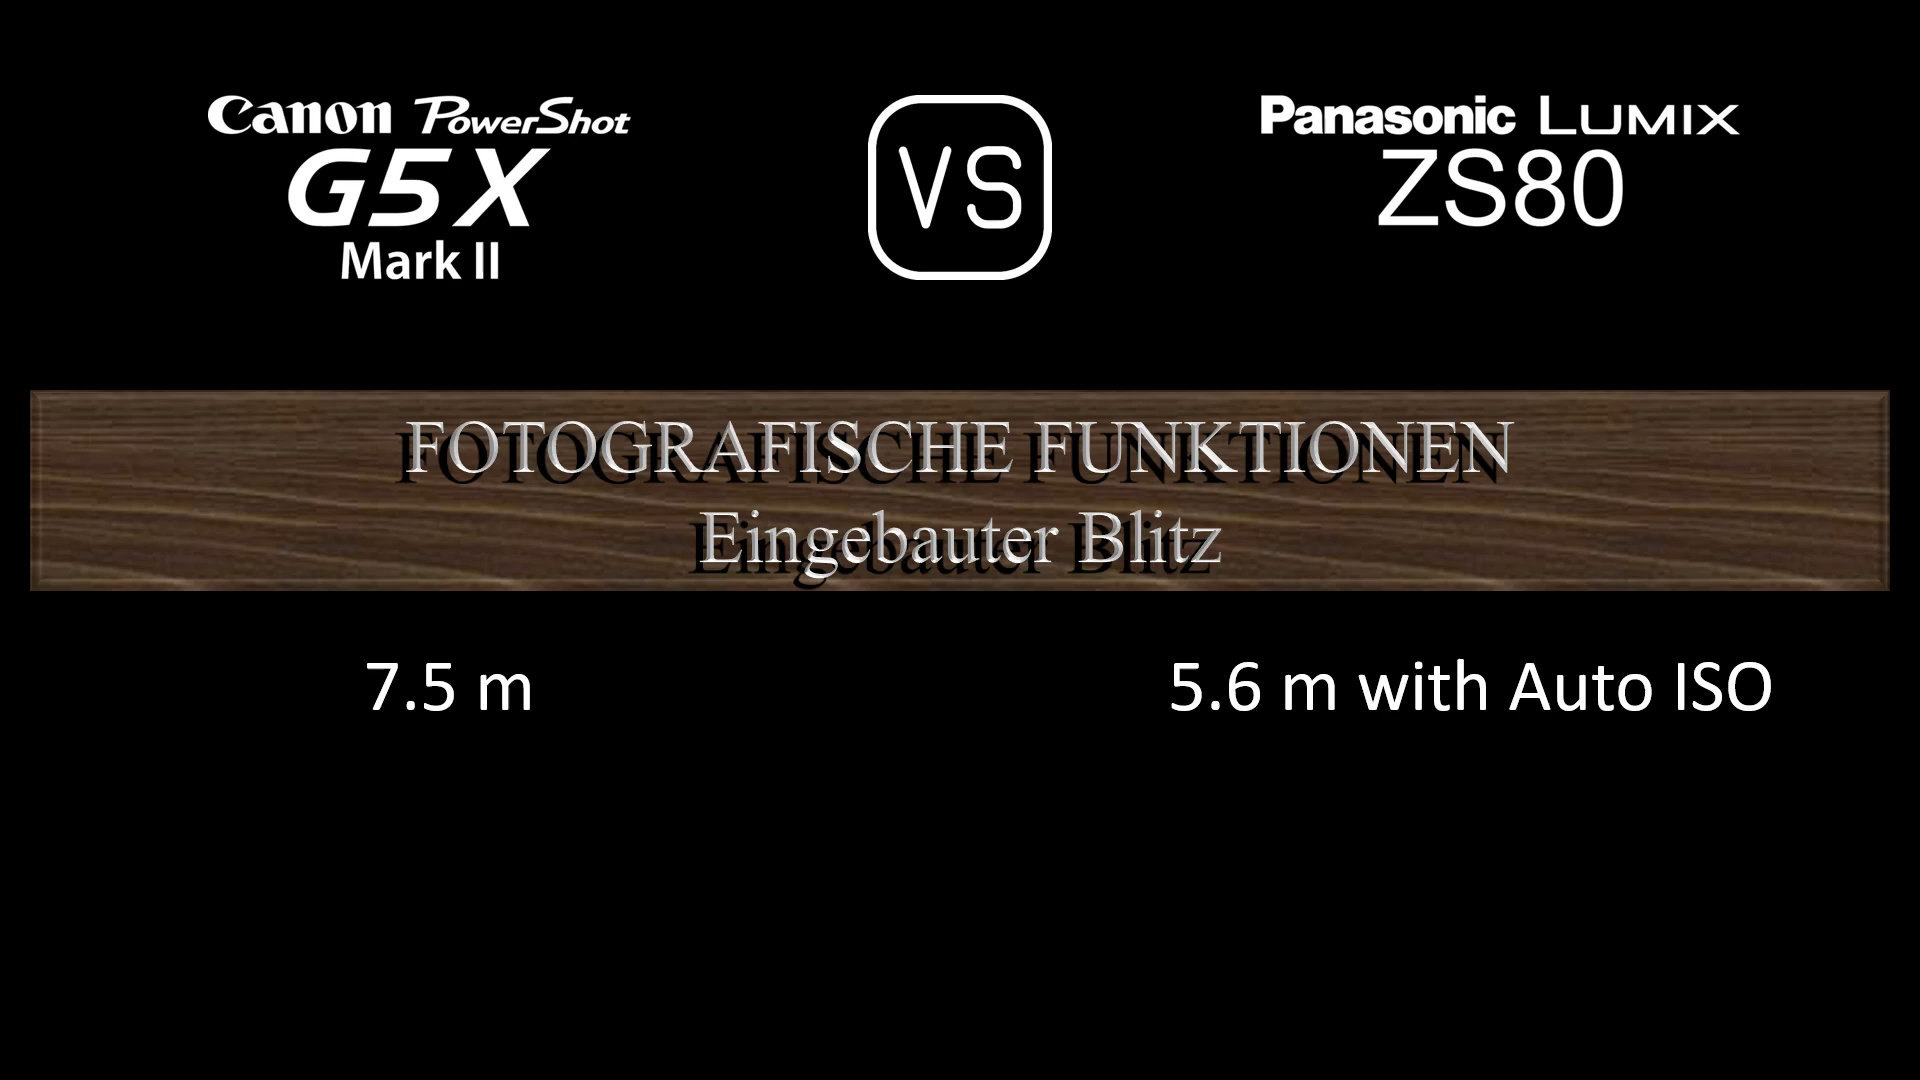 Canon PowerShot
G5X
Mark II
VS
Panasonic LUMIX
ZS80
FOTOGRAFISCHE FUNKTIONEN
Eingebauter Blitz
7.5 m
5.6 m with Auto ISO